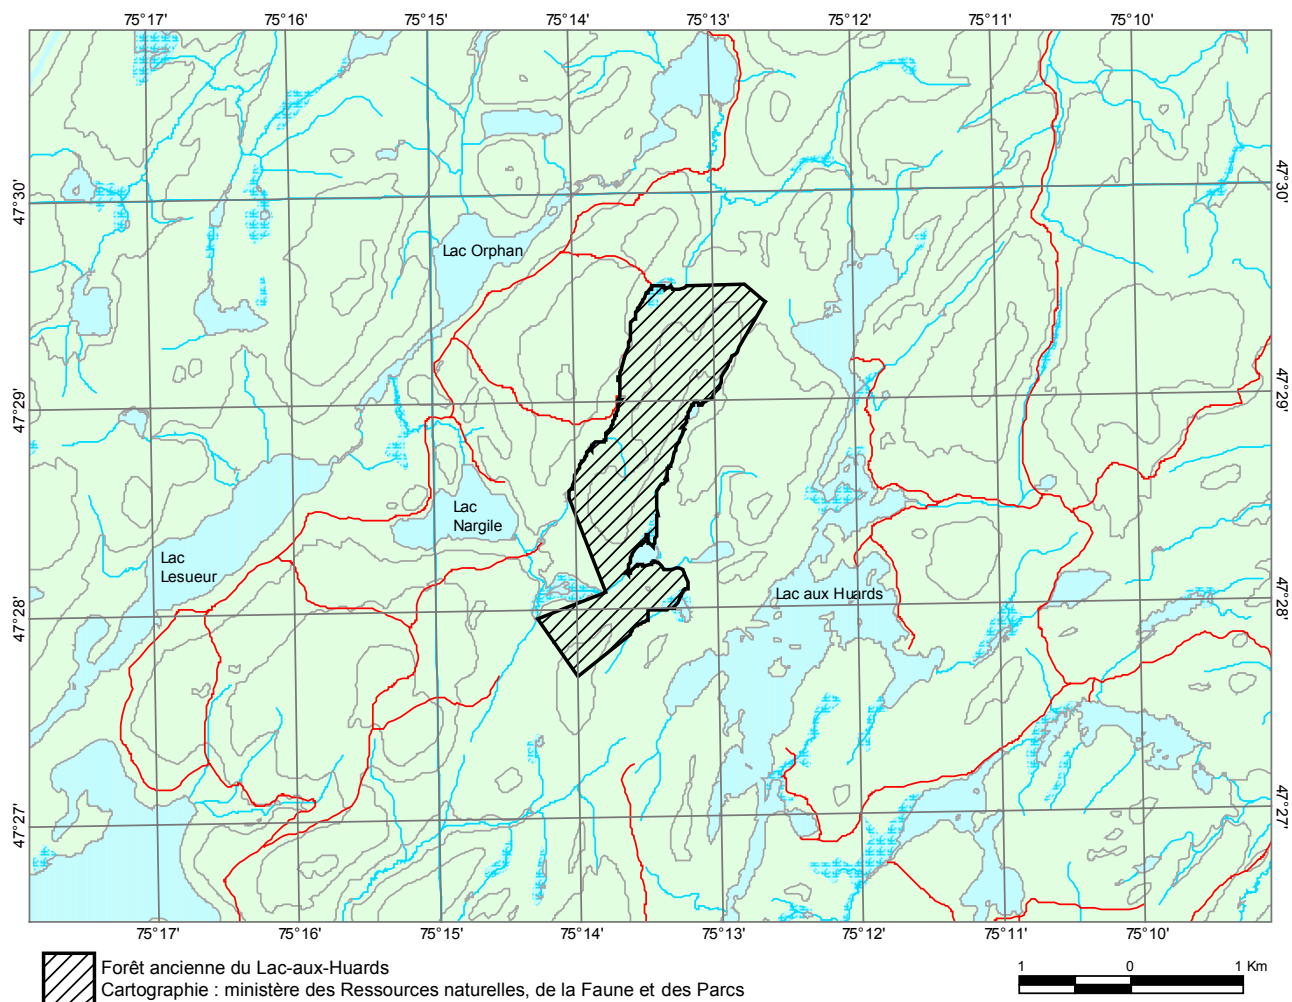 75°17' 75°16' 75°15' 75°14' 75°13' 75°12' 75°11' 75°10'
47°30' 47°30'
Lac Orphan
47°29' 47°29'
Lac
Nargile
Lac
Lesueur
Lac aux Huards
47°28' 47°28'
47°27' 47°27'
75°17' 75°16' 75°15' 75°14' 75°13' 75°12' 75°11' 75°10'
Forêt ancienne du Lac-aux-Huards
Cartographie : ministère des Ressources naturelles, de la Faune et des Parcs
1 0 1 Km